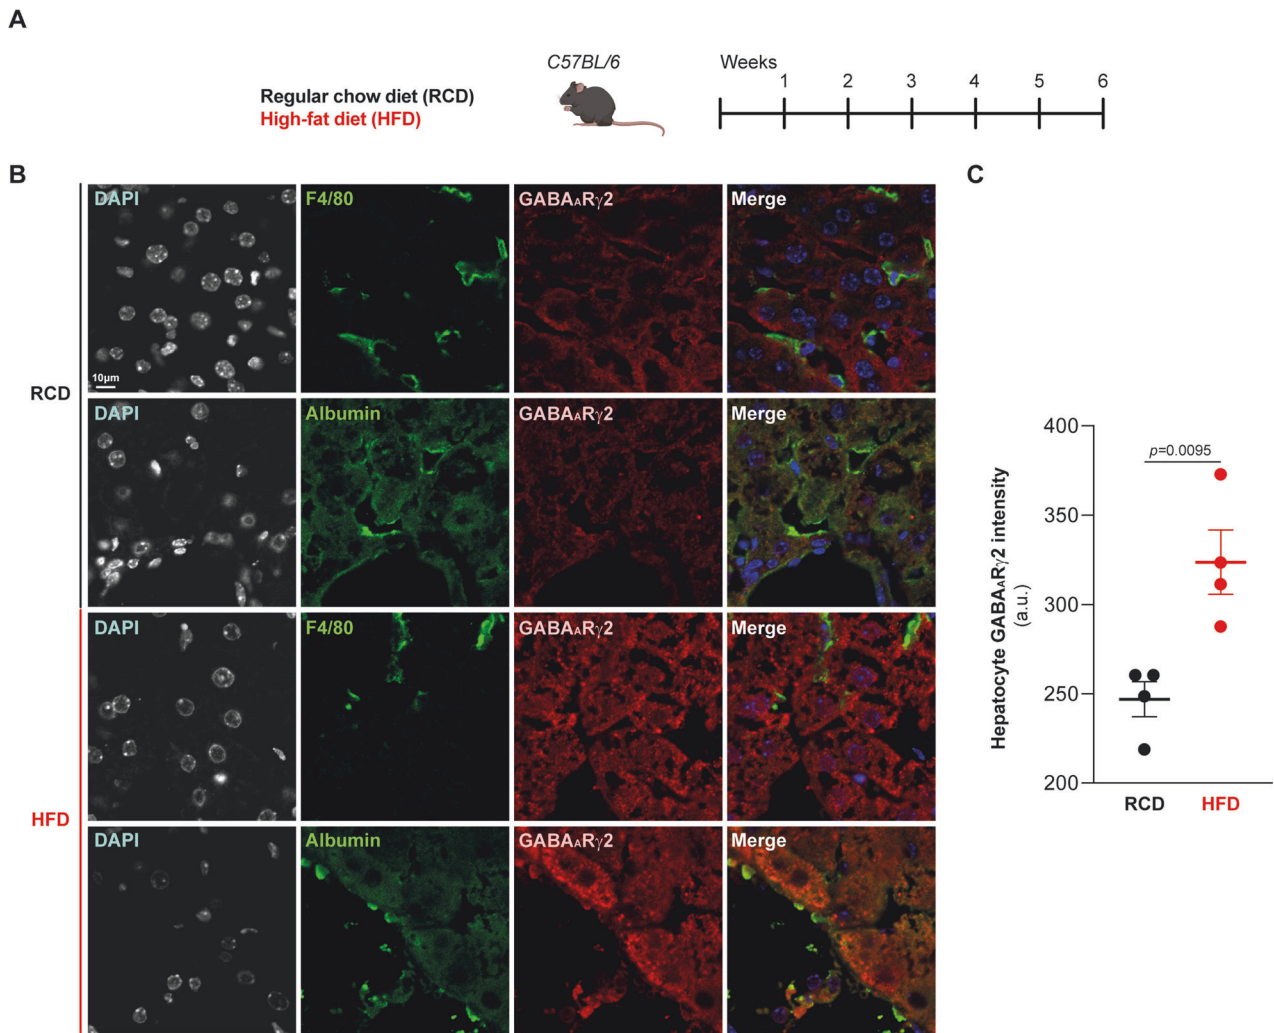 A
C57BL/6
Weeks
1 2 3 4 5 6
Regular chow diet (RCD)
High-fat diet (HFD)
B
C
DAPI F4/80 GABAARγ2 Merge
10μm
RCD
DAPI Albumin GABAARγ2 Merge
DAPI F4/80 GABAARγ2 Merge
HFD
DAPI Albumin GABAARγ2 Merge
Hepatocyte GABAARγ2 intensity
(a.u.)
400
350
300
250
200
p=0.0095
RCD HFD